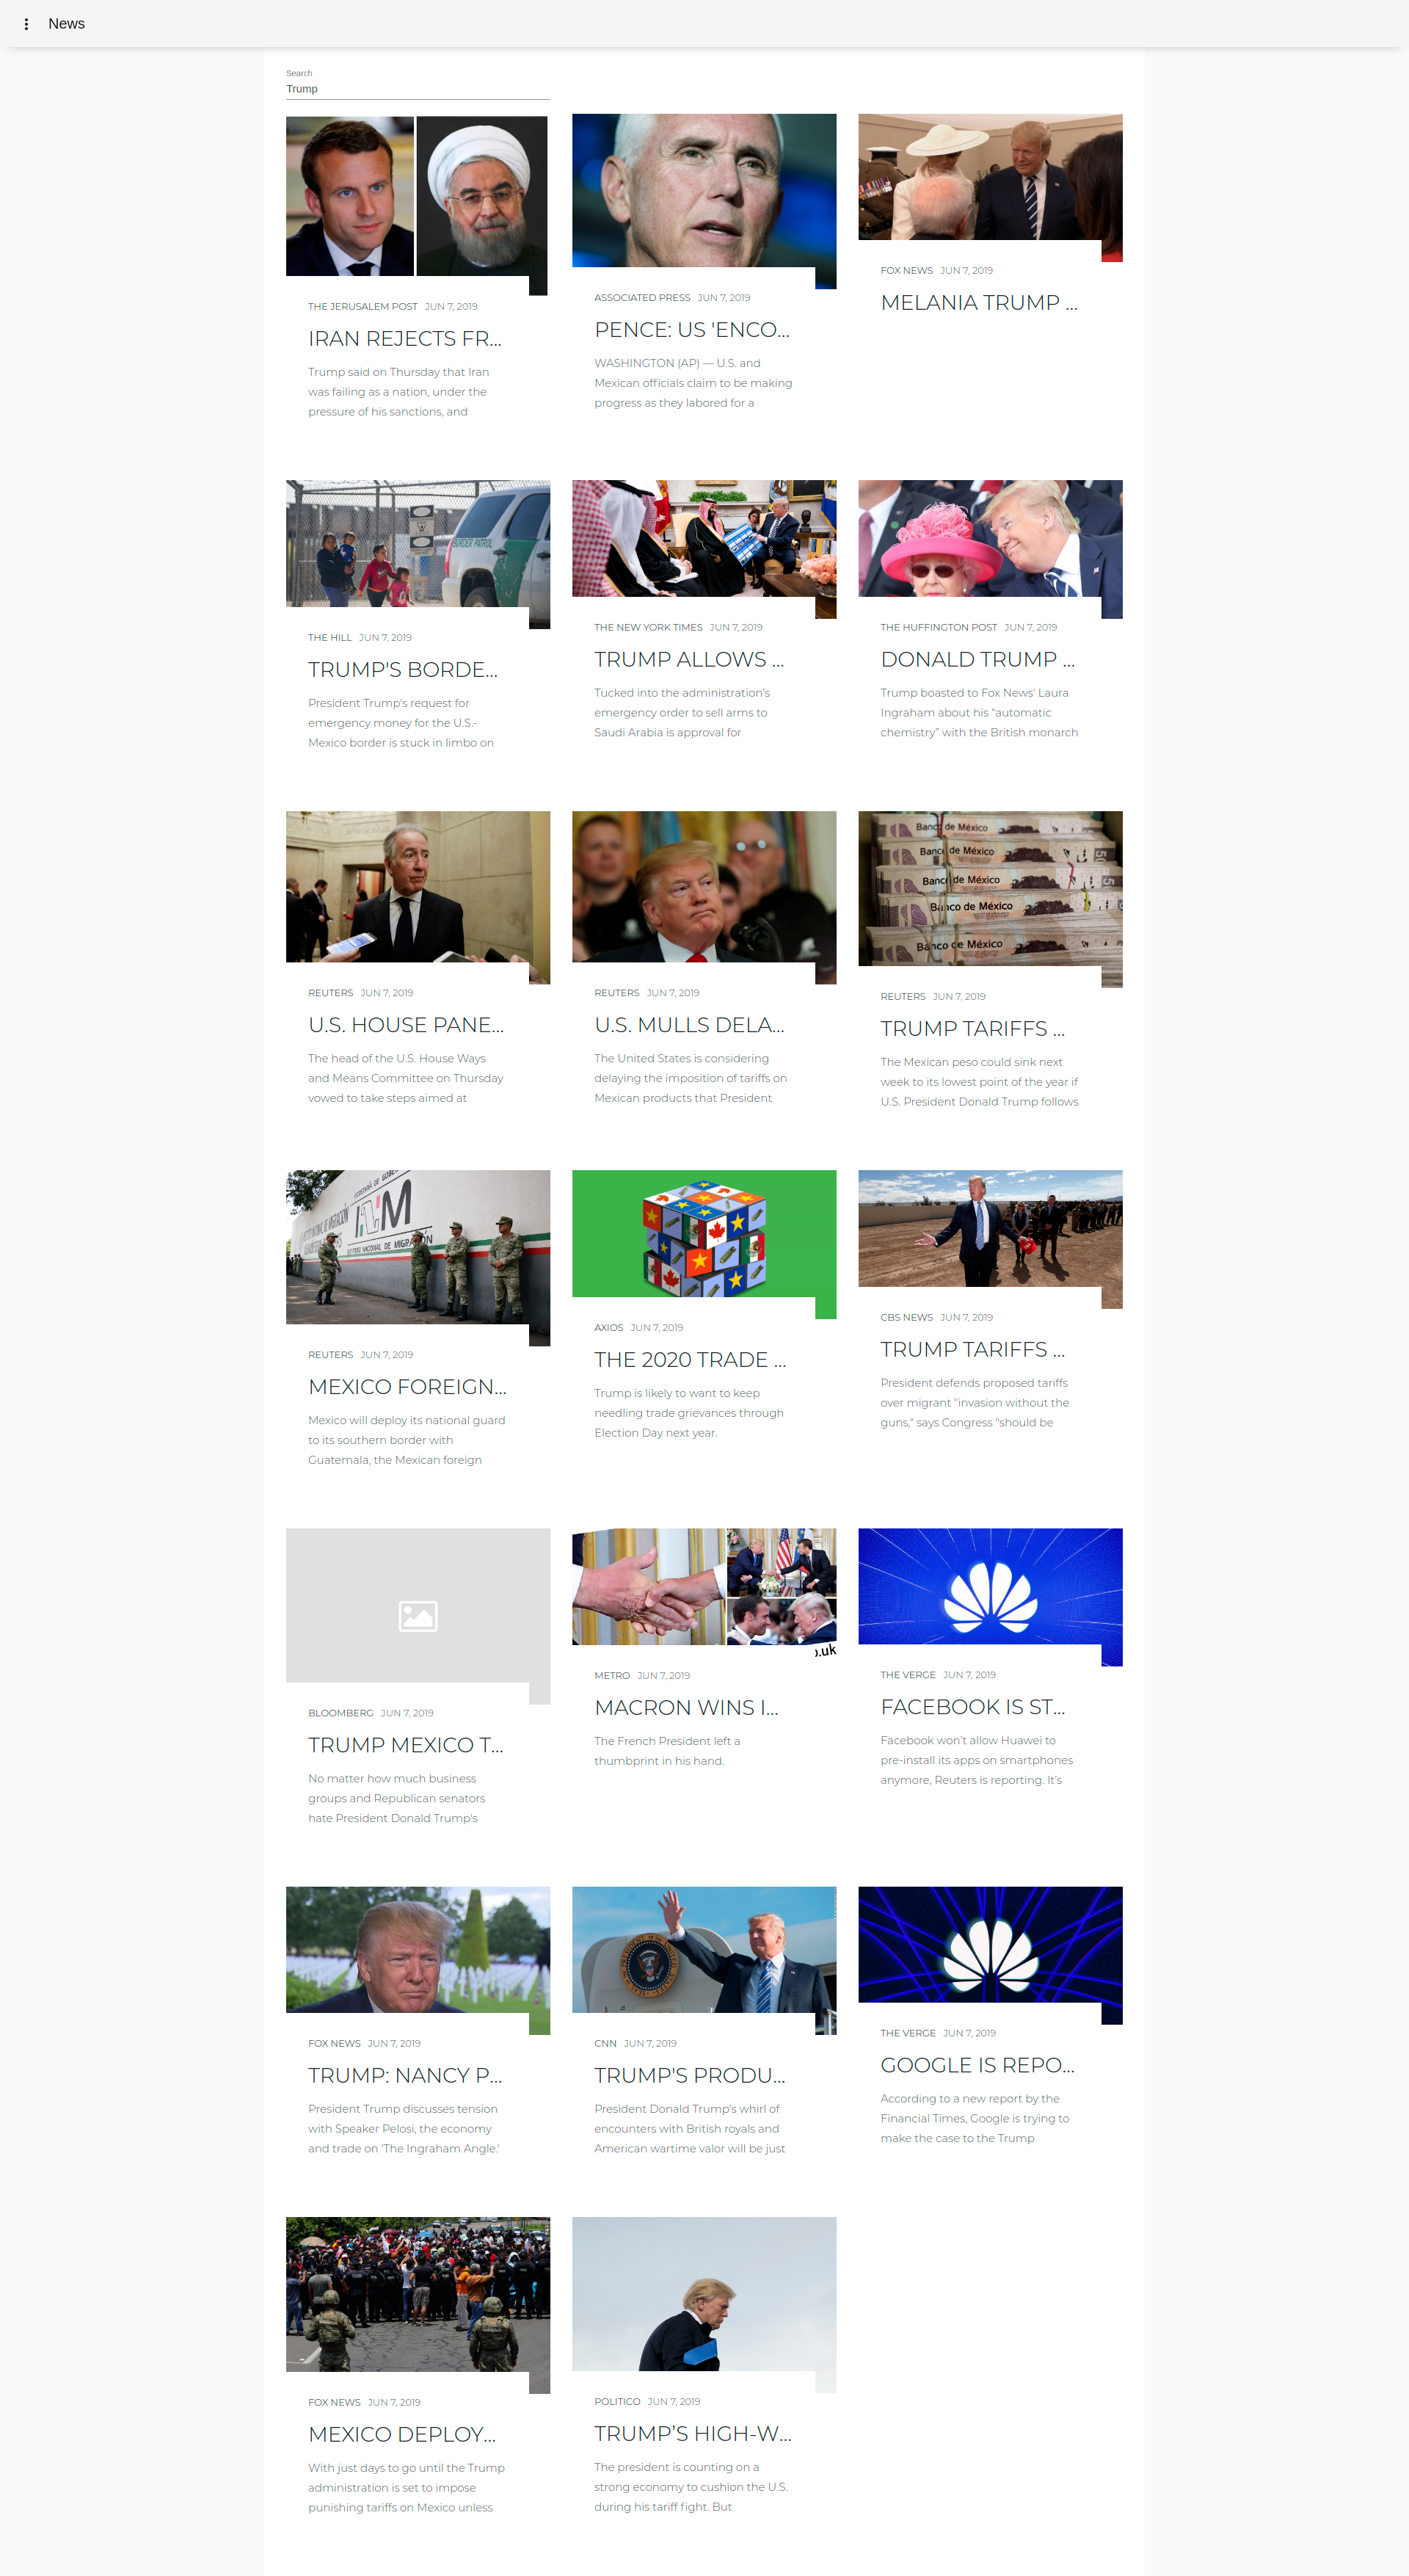 News
Search
Trump
THE JERUSALEM POST JUN 7, 2019
IRAN REJECTS FR...
Trump said on Thursday that Iran
was failing as a nation, under the
pressure of his sanctions, and
ASSOCIATED PRESS JUN 7, 2019
PENCE: US 'ENCO...
WASHINGTON (AP) — U.S. and
Mexican officials claim to be making
progress as they labored for a
FOX NEWS JUN 7, 2019
MELANIA TRUMP ...
BORDER PATROL
THE HILL JUN 7, 2019
TRUMP'S BORDE...
President Trump's request for
emergency money for the U.S.-
Mexico border is stuck in limbo on
THE NEW YORK TIMES JUN 7, 2019
TRUMP ALLOWS ...
Tucked into the administration's
emergency order to sell arms to
Saudi Arabia is approval for
THE HUFFINGTON POST JUN 7, 2019
DONALD TRUMP ...
Trump boasted to Fox News' Laura
Ingraham about his "automatic
chemistry" with the British monarch
REUTERS JUN 7, 2019
U.S. HOUSE PANE...
The head of the U.S. House Ways
and Means Committee on Thursday
vowed to take steps aimed at
REUTERS JUN 7, 2019
U.S. MULLS DELA...
The United States is considering
delaying the imposition of tariffs on
Mexican products that President
Banco de México
Banco de México
Banco de México
Banco de México
Banco de México
REUTERS JUN 7, 2019
TRUMP TARIFFS ...
The Mexican peso could sink next
week to its lowest point of the year if
U.S. President Donald Trump follows
NACIONAL DE MIGRACIÓN
REUTERS JUN 7, 2019
MEXICO FOREIGN...
Mexico will deploy its national guard
to its southern border with
Guatemala, the Mexican foreign
AXIOS JUN 7, 2019
THE 2020 TRADE ...
Trump is likely to want to keep
needling trade grievances through
Election Day next year.
CBS NEWS JUN 7, 2019
TRUMP TARIFFS ...
President defends proposed tariffs
over migrant "invasion without the
guns," says Congress "should be
BLOOMBERG JUN 7, 2019
TRUMP MEXICO T...
No matter how much business
groups and Republican senators
hate President Donald Trump's
.uk
METRO JUN 7, 2019
MACRON WINS I...
The French President left a
thumbprint in his hand.
THE VERGE JUN 7, 2019
FACEBOOK IS ST...
Facebook won't allow Huawei to
pre-install its apps on smartphones
anymore, Reuters is reporting. It's
FOX NEWS JUN 7, 2019
TRUMP: NANCY P...
President Trump discusses tension
with Speaker Pelosi, the economy
and trade on 'The Ingraham Angle.'
CNN JUN 7, 2019
TRUMP'S PRODU...
President Donald Trump's whirl of
encounters with British royals and
American wartime valor will be just
THE VERGE JUN 7, 2019
GOOGLE IS REPO...
According to a new report by the
Financial Times, Google is trying to
make the case to the Trump
FOX NEWS JUN 7, 2019
MEXICO DEPLOY...
With just days to go until the Trump
administration is set to impose
punishing tariffs on Mexico unless
POLITICO JUN 7, 2019
TRUMP’S HIGH-W...
The president is counting on a
strong economy to cushion the U.S.
during his tariff fight. But